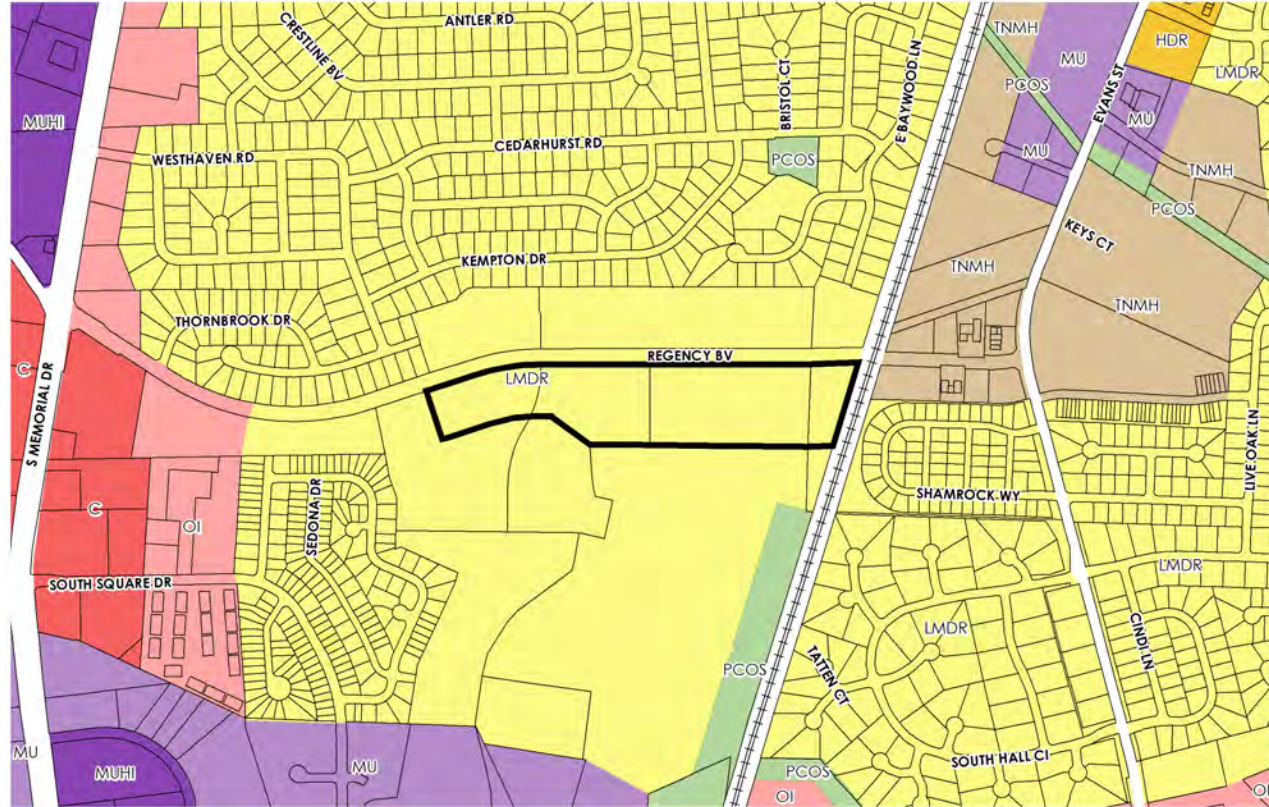 ANTLER RD
CRESTLINE BV
TNMH
HDR
MU
LMDR
PCOS
EVANS ST
MUHI
BRISTOL CT
E BAYWOOD LN
MU
CEDARHURST RD
WESTHAVEN RD
PCOS
MU
TNMH
PCOS
KEYS CT
KEMPTON DR
TNMH
TNMH
THORNBROOK DR
REGENCY BV
C
LMDR
S MEMORIAL DR
LIVE OAK LN
SEDONA DR
SHAMROCK WY
C
OI
LMDR
SOUTH SQUARE DR
CINDI LN
LMDR
TATTEN CT
PCOS
MU
SOUTH HALL CI
MUHI
MU
PCOS
OI